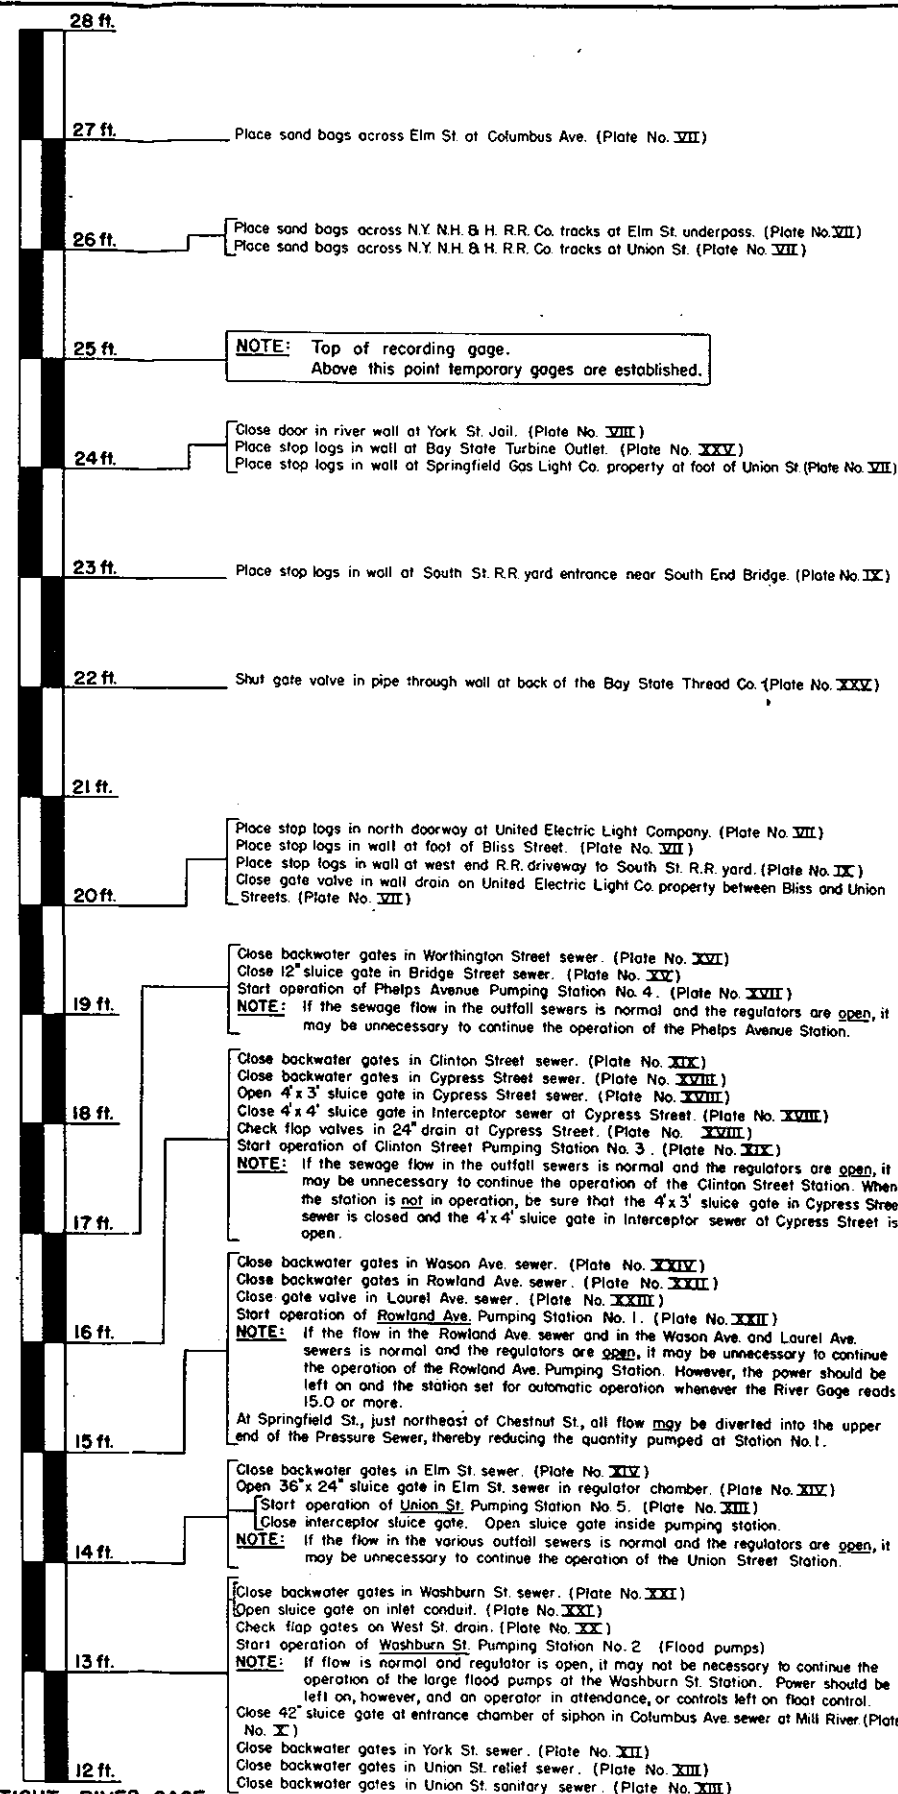 28 ft.
27 ft.
Place sand bags across Elm St. at Columbus Ave. (Plate No. VII)
Place sand bags across N.Y. N.H. & H. R.R. Co. tracks at Elm St. underpass. (Plate No. VII)
26 ft.
Place sand bags across N.Y. N.H. & H. R.R. Co. tracks at Union St. (Plate No. VII)
25 ft.
NOTE: Top of recording gage.
Above this point temporary gages are established.
Close door in river wall at York St. Jail. (Plate No. VIII)
Place stop logs in wall at Bay State Turbine Outlet. (Plate No. XXV)
24 ft.
Place stop logs in wall at Springfield Gas Light Co. property at foot of Union St. (Plate No. VII)
23 ft.
Place stop logs in wall at South St. R.R. yard entrance near South End Bridge. (Plate No. IX)
22 ft.
Shut gate valve in pipe through wall at back of the Bay State Thread Co. (Plate No. XXV)
21 ft.
Place stop logs in north doorway at United Electric Light Company. (Plate No. VII)
Place stop logs in wall at foot of Bliss Street. (Plate No. VII)
Place stop logs in wall at west end R.R. driveway to South St. R.R. yard. (Plate No. IX)
Close gate valve in wall drain on United Electric Light Co. property between Bliss and Union
20 ft.
Streets. (Plate No. VII)
Close backwater gates in Worthington Street sewer. (Plate No. XVI)
Close 12" sluice gate in Bridge Street sewer. (Plate No. XV)
Start operation of Phelps Avenue Pumping Station No. 4. (Plate No. XVII)
19 ft.
NOTE: If the sewage flow in the outfall sewers is normal and the regulators are open, it
may be unnecessary to continue the operation of the Phelps Avenue Station.
Close backwater gates in Clinton Street sewer. (Plate No. XIX)
Close backwater gates in Cypress Street sewer. (Plate No. XVIII)
Open 4' x 3' sluice gate in Cypress Street sewer. (Plate No. XVIII)
18 ft.
Close 4' x 4' sluice gate in Interceptor sewer at Cypress Street. (Plate No. XVIII)
Check flap valves in 24" drain at Cypress Street. (Plate No. XVIII)
Start operation of Clinton Street Pumping Station No. 3. (Plate No. XIX)
NOTE: If the sewage flow in the outfall sewers is normal and the regulators are open, it
may be unnecessary to continue the operation of the Clinton Street Station. When
the station is not in operation, be sure that the 4' x 3' sluice gate in Cypress Stree
17 ft.
sewer is closed and the 4' x 4' sluice gate in Interceptor sewer at Cypress Street is
open.
Close backwater gates in Wason Ave. sewer. (Plate No. XXIV)
Close backwater gates in Rowland Ave. sewer. (Plate No. XXII)
Close gate valve in Laurel Ave. sewer. (Plate No. XXIII)
Start operation of Rowland Ave. Pumping Station No. 1. (Plate No. XXII)
16 ft.
NOTE: If the flow in the Rowland Ave. sewer and in the Wason Ave. and Laurel Ave.
sewers is normal and the regulators are open, it may be unnecessary to continue
the operation of the Rowland Ave. Pumping Station. However, the power should be
left on and the station set for automatic operation whenever the River Gage reads
15.0 or more.
At Springfield St., just northeast of Chestnut St., all flow may be diverted into the upper
15 ft.
end of the Pressure Sewer, thereby reducing the quantity pumped at Station No. 1.
Close backwater gates in Elm St. sewer. (Plate No. XIV)
Open 36" x 24" sluice gate in Elm St. sewer in regulator chamber. (Plate No. XIV)
Start operation of Union St. Pumping Station No. 5. (Plate No. XIII)
Close interceptor sluice gate. Open sluice gate inside pumping station.
14 ft.
NOTE: If the flow in the various outfall sewers is normal and the regulators are open, it
may be unnecessary to continue the operation of the Union Street Station.
Close backwater gates in Washburn St. sewer. (Plate No. XXI)
Open sluice gate on inlet conduit. (Plate No. XXI)
Check flap gates on West St. drain. (Plate No. XX)
Start operation of Washburn St. Pumping Station No. 2 (Flood pumps)
13 ft.
NOTE: If flow is normal and regulator is open, it may not be necessary to continue the
operation of the large flood pumps at the Washburn St. Station. Power should be
left on, however, and an operator in attendance, or controls left on float control.
Close 42" sluice gate at entrance chamber of siphon in Columbus Ave. sewer at Mill River. (Plate
No. X)
Close backwater gates in York St. sewer. (Plate No. XII)
Close backwater gates in Union St. relief sewer. (Plate No. XIII)
12 ft.
Close backwater gates in Union St. sanitary sewer. (Plate No. XIII)
RIVER GAGE